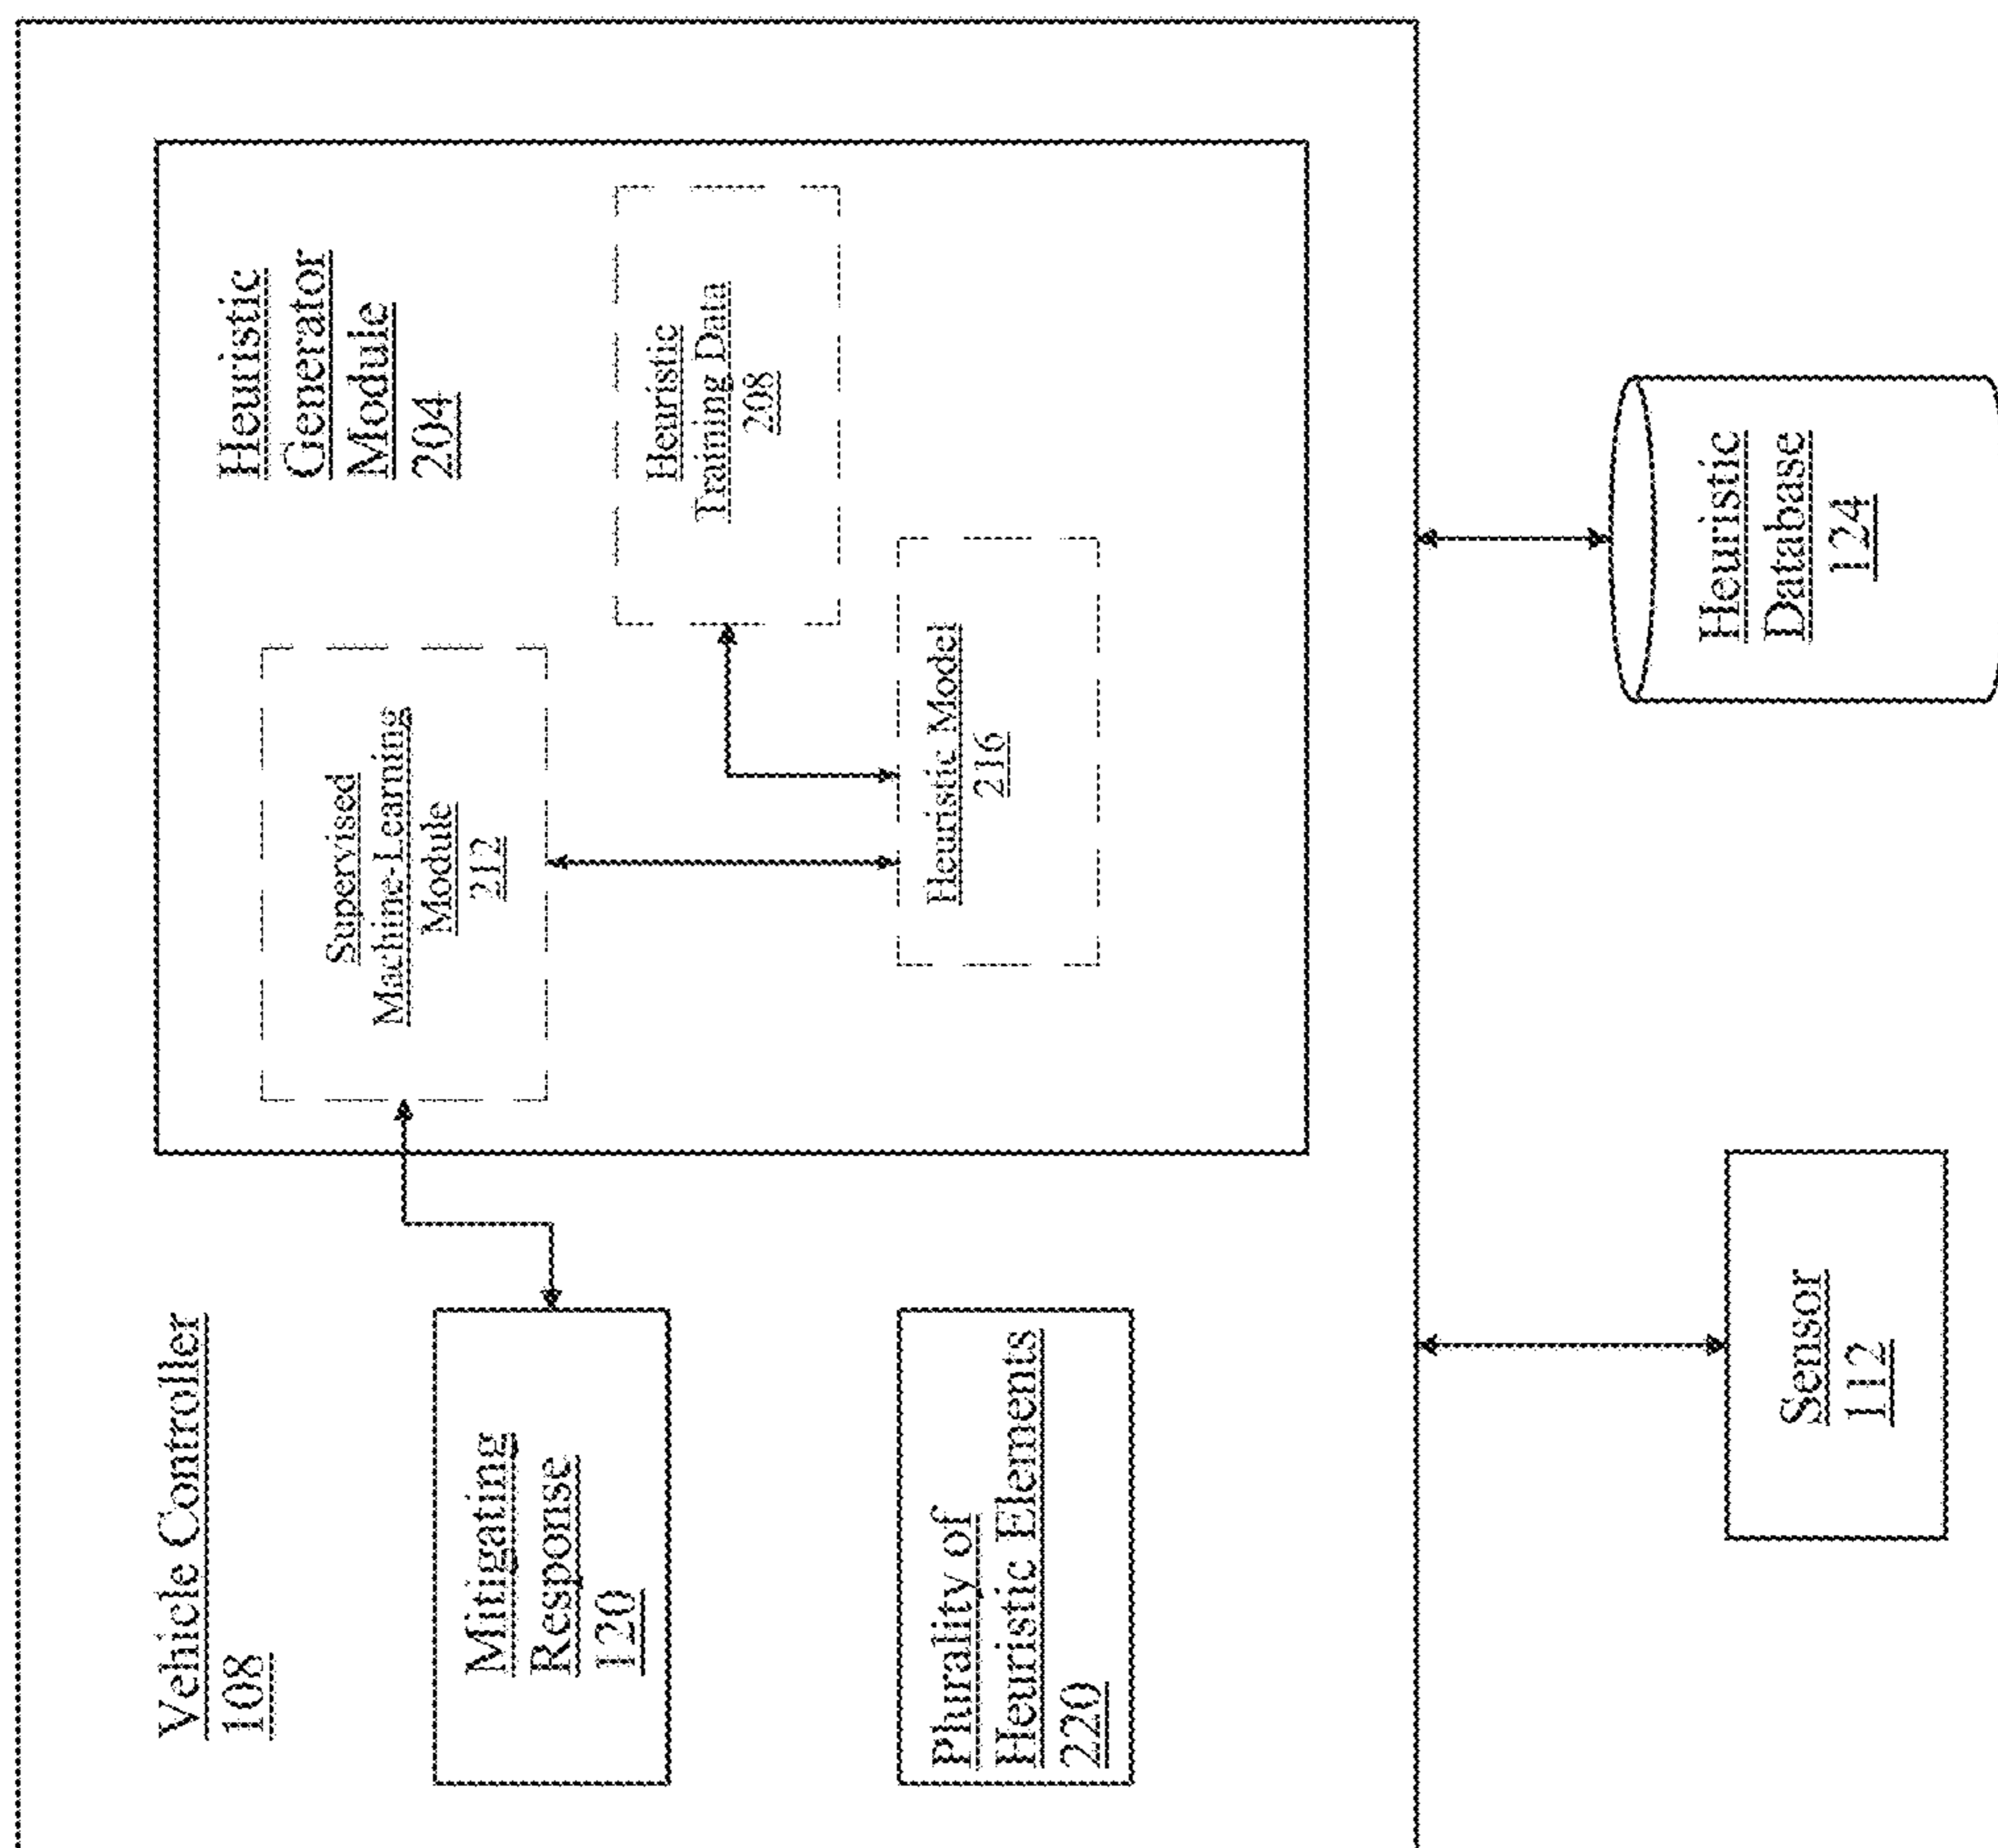 Vehicle Controller
108
Heuristic
Generator
Module
204
Supervised
Machine-Learning
Module
212
Heuristic
Training Data
208
Mitigating
Response
120
Heuristic Model
216
Plurality of
Heuristic Elements
220
Sensor
112
Heuristic
Database
124